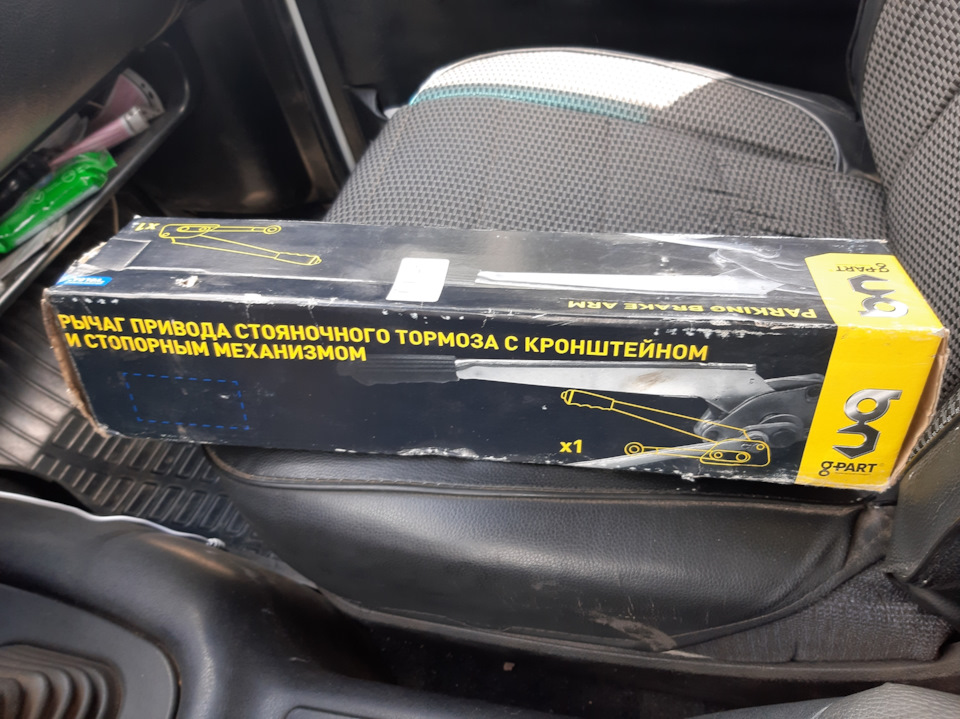 x1
g-PART
PARKING BRAKE ARM
РЫЧАГ ПРИВОДА СТОЯНОЧНОГО ТОРМОЗА С КРОНШТЕЙНОМ
И СТОПОРНЫМ МЕХАНИЗМОМ
x1
g-PART